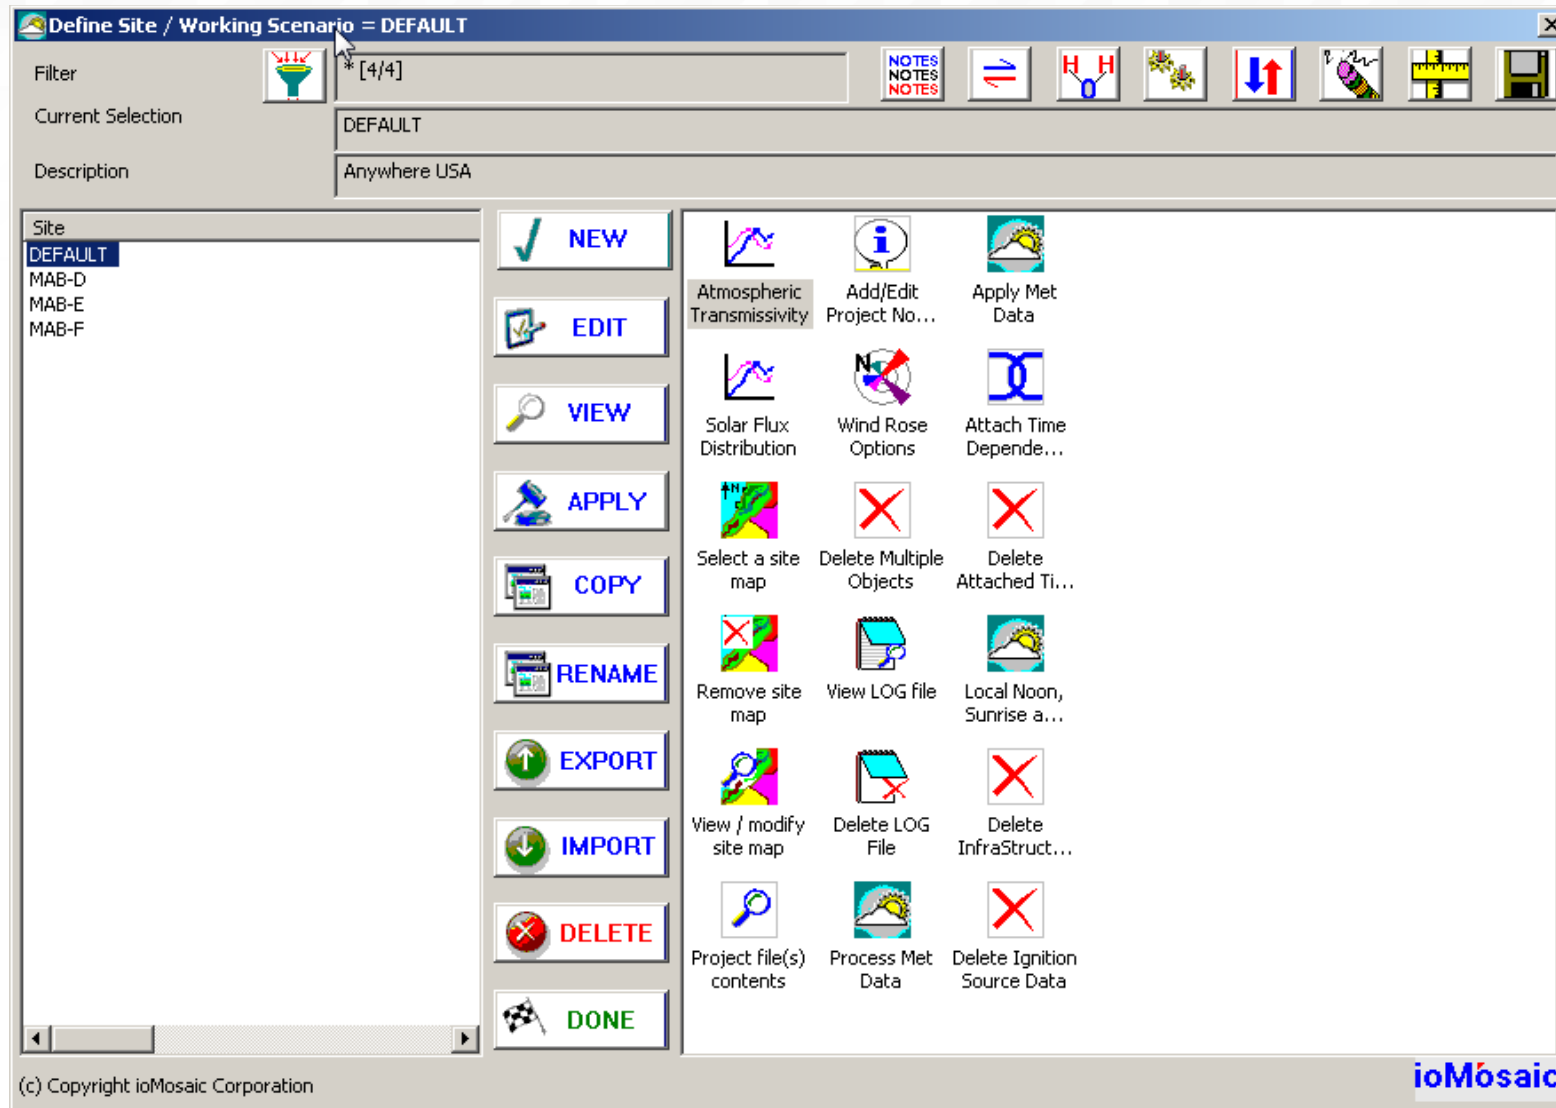 Define Site / Working Scenario = DEFAULT
Filter
* [4/4]
NOTES
NOTES
NOTES
H H
O
Current Selection
DEFAULT
Description
Anywhere USA
Site
DEFAULT
MAB-D
MAB-E
MAB-F
NEW
EDIT
VIEW
APPLY
COPY
RENAME
EXPORT
IMPORT
DELETE
DONE
Atmospheric
Transmissivity
Add/Edit
Project No...
Apply Met
Data
Solar Flux
Distribution
N
Wind Rose
Options
Attach Time
Depende...
N
Select a site
map
Delete Multiple
Objects
Delete
Attached Ti...
Remove site
map
View LOG file
Local Noon,
Sunrise a...
View / modify
site map
Delete LOG
File
Delete
InfraStruct...
Project file(s)
contents
Process Met
Data
Delete Ignition
Source Data
(c) Copyright ioMosaic Corporation
ioMosaic